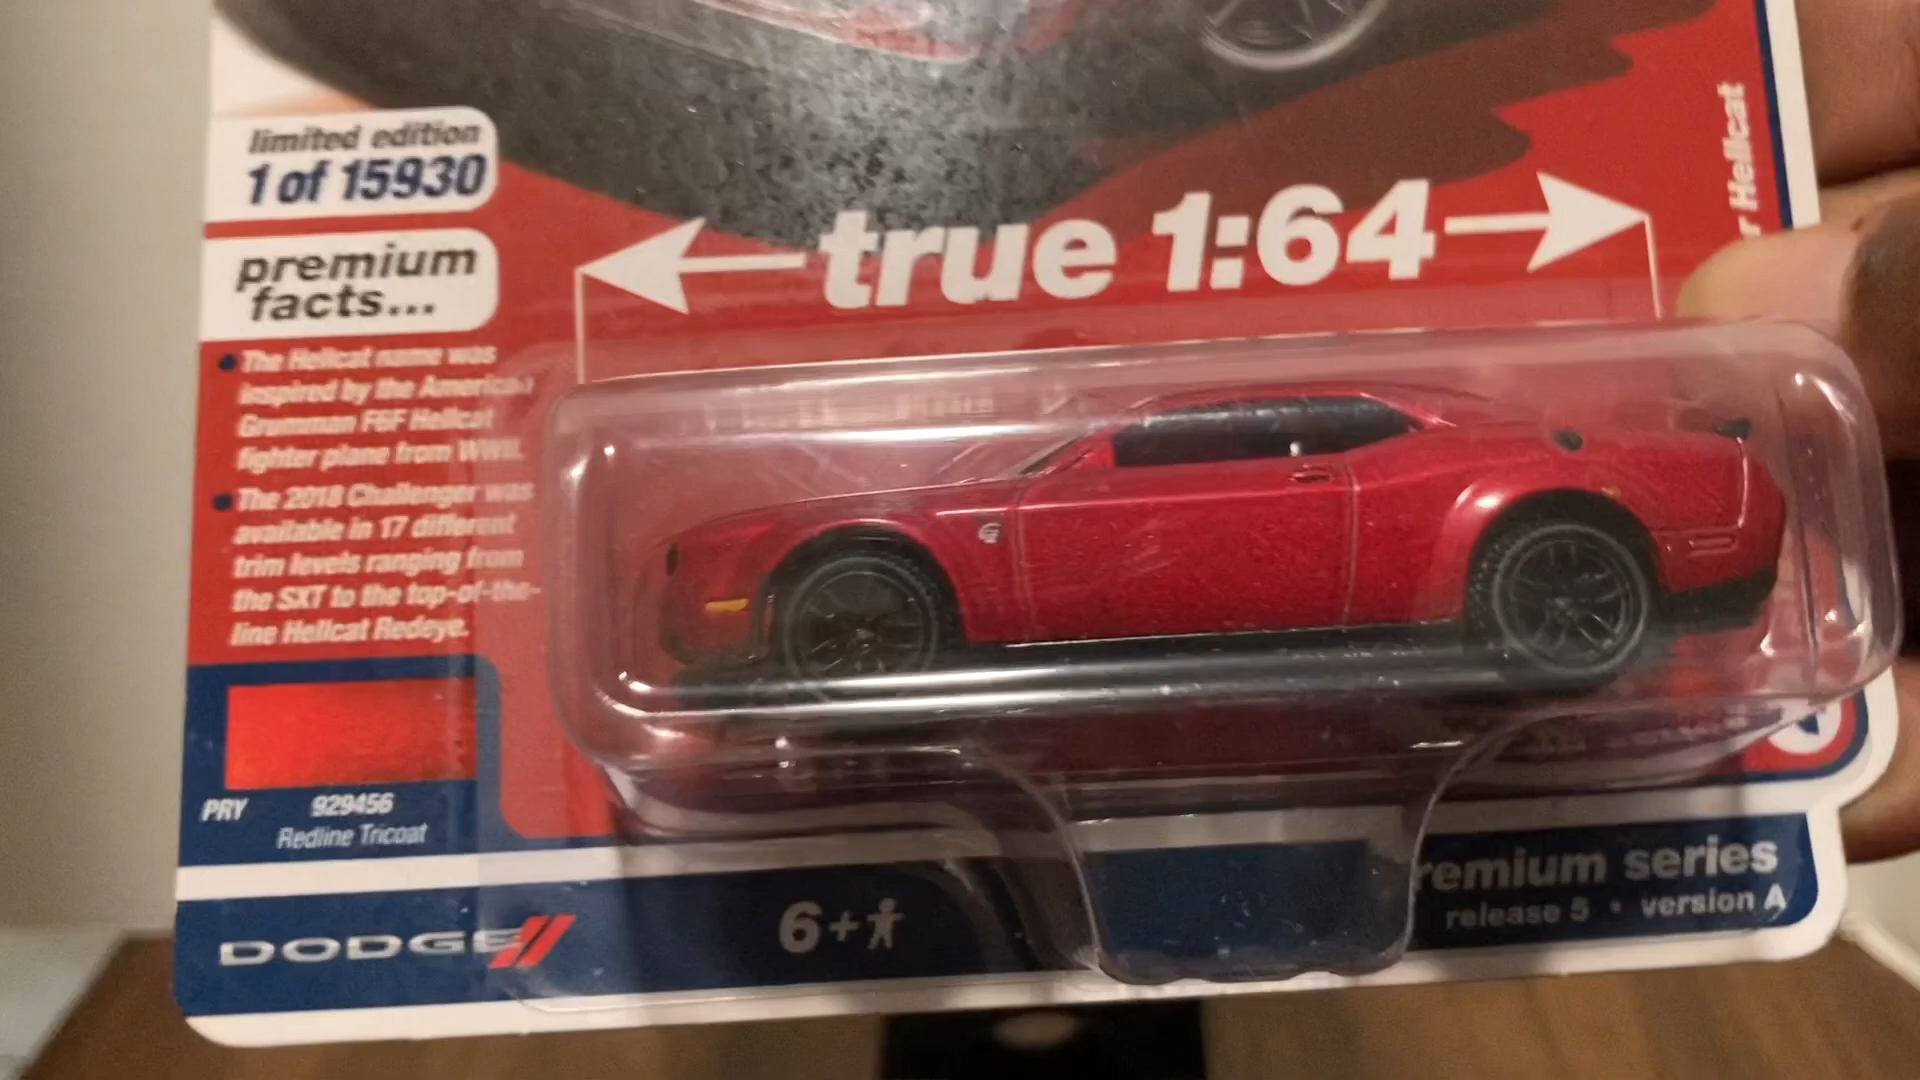 limited edition
1 of 15930
premium
facts...
• The Hellcat name was
inspired by the American
Grumman F6F Hellcat
fighter plane from WWII.
• The 2018 Challenger was
available in 17 different
trim levels ranging from
the SXT to the top-of-the-
line Hellcat Redeye.
PRY 929456
Redline Tricoat
true 1:64
r Hellcat
DODGE
6+
remium series
release 5 • version A